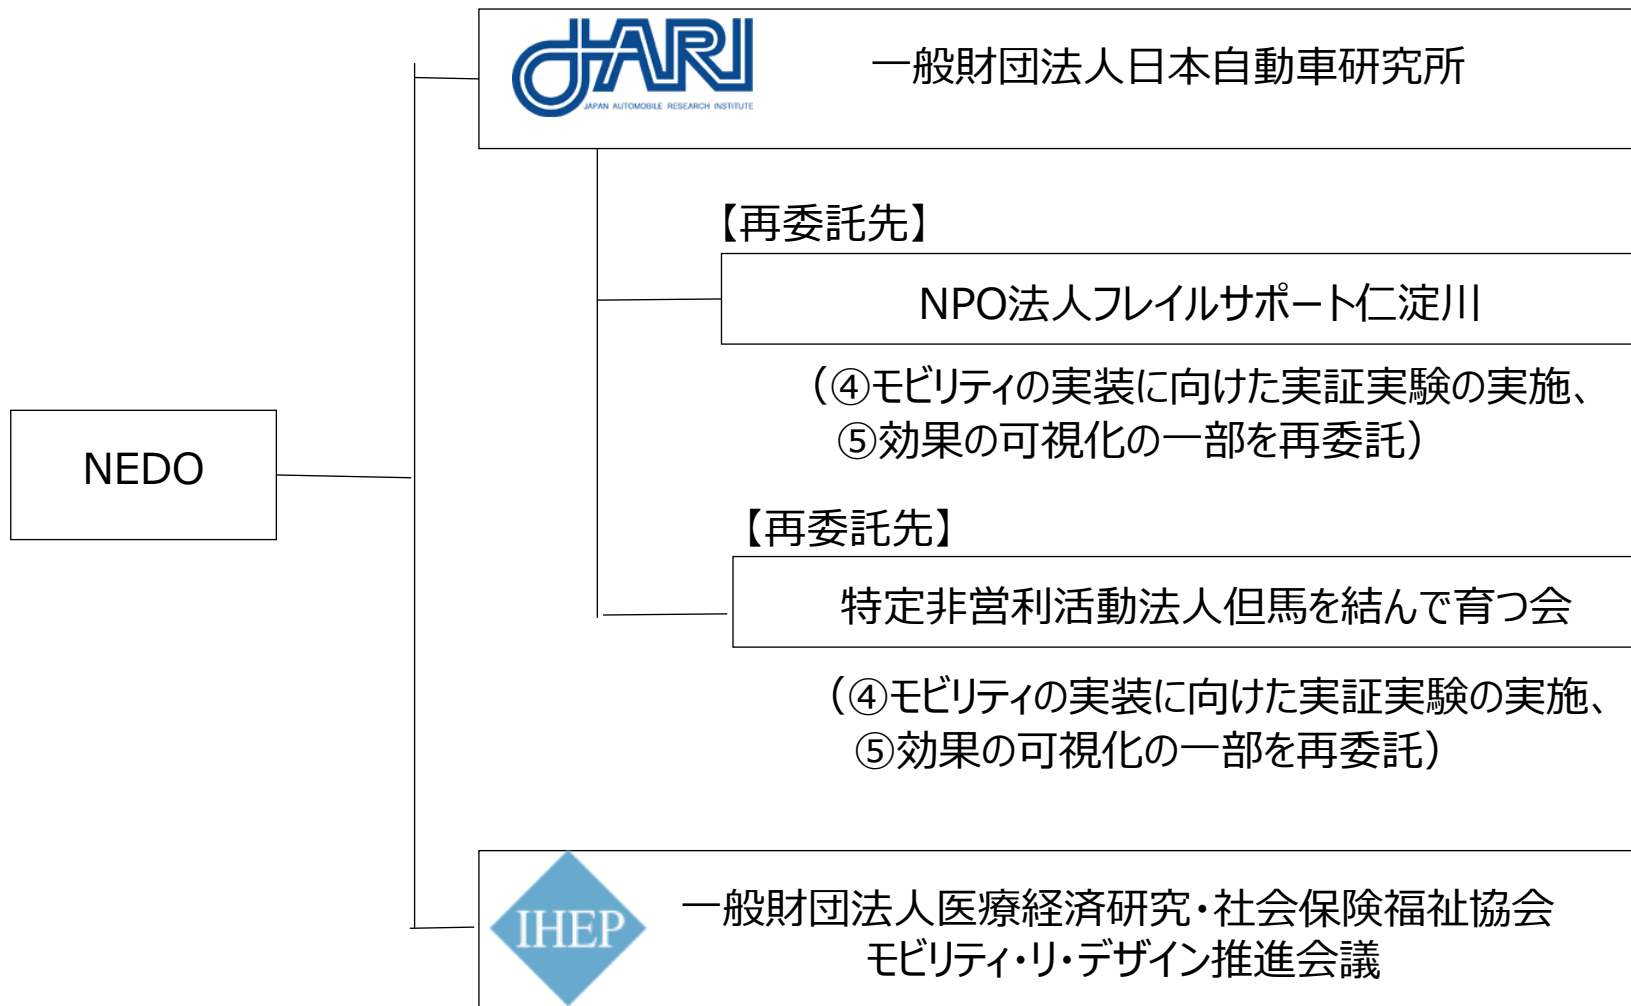 JARI
JAPAN AUTOMOBILE RESEARCH INSTITUTE
一般財団法人日本自動車研究所
【再委託先】
NPO法人フレイルサポート仁淀川
（④モビリティの実装に向けた実証実験の実施、
⑤効果の可視化の一部を再委託）
NEDO
【再委託先】
特定非営利活動法人但馬を結んで育つ会
（④モビリティの実装に向けた実証実験の実施、
⑤効果の可視化の一部を再委託）
IHEP
一般財団法人医療経済研究・社会保険福祉協会
モビリティ・リ・デザイン推進会議